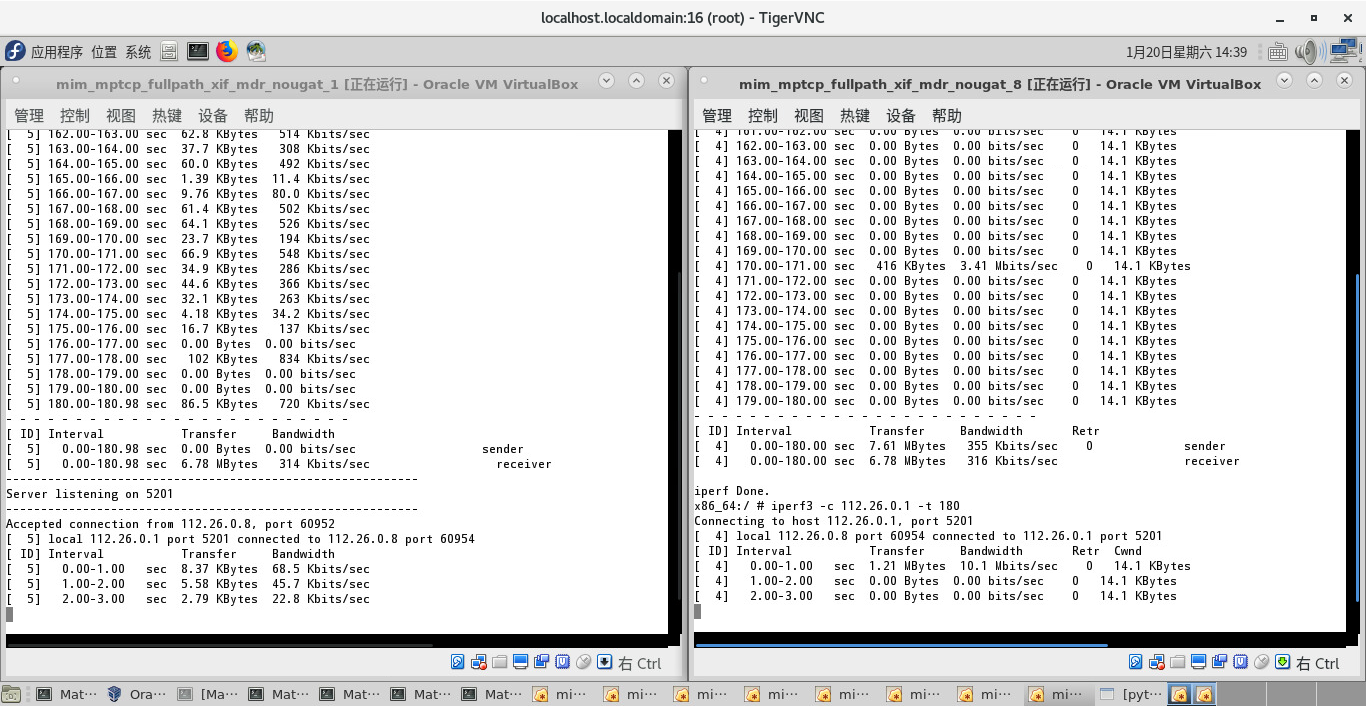 localhost.localdomain:16 (root) - TigerVNC
应用程序 位置 系统
1月20日星期六 14:39
mim_mptcp_fullpath_xif_mdr_nougat_1 [正在运行] - Oracle VM VirtualBox
管理 控制 视图 热键 设备 帮助
[  5] 162.00-163.00 sec  62.8 KBytes   514 Kbits/sec
[  5] 163.00-164.00 sec  37.7 KBytes   308 Kbits/sec
[  5] 164.00-165.00 sec  60.0 KBytes   492 Kbits/sec
[  5] 165.00-166.00 sec  1.39 KBytes  11.4 Kbits/sec
[  5] 166.00-167.00 sec  9.76 KBytes  80.0 Kbits/sec
[  5] 167.00-168.00 sec  61.4 KBytes   502 Kbits/sec
[  5] 168.00-169.00 sec  64.1 KBytes   526 Kbits/sec
[  5] 169.00-170.00 sec  23.7 KBytes   194 Kbits/sec
[  5] 170.00-171.00 sec  66.9 KBytes   548 Kbits/sec
[  5] 171.00-172.00 sec  34.9 KBytes   286 Kbits/sec
[  5] 172.00-173.00 sec  44.6 KBytes   366 Kbits/sec
[  5] 173.00-174.00 sec  32.1 KBytes   263 Kbits/sec
[  5] 174.00-175.00 sec  4.18 KBytes  34.2 Kbits/sec
[  5] 175.00-176.00 sec  16.7 KBytes   137 Kbits/sec
[  5] 176.00-177.00 sec  0.00 Bytes  0.00 bits/sec
[  5] 177.00-178.00 sec   102 KBytes   834 Kbits/sec
[  5] 178.00-179.00 sec  0.00 Bytes  0.00 bits/sec
[  5] 179.00-180.00 sec  0.00 Bytes  0.00 bits/sec
[  5] 180.00-180.98 sec  86.5 KBytes   720 Kbits/sec
- - - - - - - - - - - - - - - - - - - - - - - - -
[ ID] Interval           Transfer     Bandwidth
[  5]   0.00-180.98 sec  0.00 Bytes  0.00 bits/sec                  sender
[  5]   0.00-180.98 sec  6.78 MBytes   314 Kbits/sec                  receiver
-----------------------------------------------------------
Server listening on 5201
-----------------------------------------------------------
Accepted connection from 112.26.0.8, port 60952
[  5] local 112.26.0.1 port 5201 connected to 112.26.0.8 port 60954
[ ID] Interval           Transfer     Bandwidth
[  5]   0.00-1.00   sec  8.37 KBytes  68.5 Kbits/sec
[  5]   1.00-2.00   sec  5.58 KBytes  45.7 Kbits/sec
[  5]   2.00-3.00   sec  2.79 KBytes  22.8 Kbits/sec
右 Ctrl
mim_mptcp_fullpath_xif_mdr_nougat_8 [正在运行] - Oracle VM VirtualBox
管理 控制 视图 热键 设备 帮助
[  4] 161.00-162.00 sec  0.00 Bytes  0.00 bits/sec    0   14.1 KBytes
[  4] 162.00-163.00 sec  0.00 Bytes  0.00 bits/sec    0   14.1 KBytes
[  4] 163.00-164.00 sec  0.00 Bytes  0.00 bits/sec    0   14.1 KBytes
[  4] 164.00-165.00 sec  0.00 Bytes  0.00 bits/sec    0   14.1 KBytes
[  4] 165.00-166.00 sec  0.00 Bytes  0.00 bits/sec    0   14.1 KBytes
[  4] 166.00-167.00 sec  0.00 Bytes  0.00 bits/sec    0   14.1 KBytes
[  4] 167.00-168.00 sec  0.00 Bytes  0.00 bits/sec    0   14.1 KBytes
[  4] 168.00-169.00 sec  0.00 Bytes  0.00 bits/sec    0   14.1 KBytes
[  4] 169.00-170.00 sec  0.00 Bytes  0.00 bits/sec    0   14.1 KBytes
[  4] 170.00-171.00 sec   416 KBytes  3.41 Mbits/sec    0   14.1 KBytes
[  4] 171.00-172.00 sec  0.00 Bytes  0.00 bits/sec    0   14.1 KBytes
[  4] 172.00-173.00 sec  0.00 Bytes  0.00 bits/sec    0   14.1 KBytes
[  4] 173.00-174.00 sec  0.00 Bytes  0.00 bits/sec    0   14.1 KBytes
[  4] 174.00-175.00 sec  0.00 Bytes  0.00 bits/sec    0   14.1 KBytes
[  4] 175.00-176.00 sec  0.00 Bytes  0.00 bits/sec    0   14.1 KBytes
[  4] 176.00-177.00 sec  0.00 Bytes  0.00 bits/sec    0   14.1 KBytes
[  4] 177.00-178.00 sec  0.00 Bytes  0.00 bits/sec    0   14.1 KBytes
[  4] 178.00-179.00 sec  0.00 Bytes  0.00 bits/sec    0   14.1 KBytes
[  4] 179.00-180.00 sec  0.00 Bytes  0.00 bits/sec    0   14.1 KBytes
- - - - - - - - - - - - - - - - - - - - - - - - -
[ ID] Interval           Transfer     Bandwidth       Retr
[  4]   0.00-180.00 sec  7.61 MBytes   355 Kbits/sec    0             sender
[  4]   0.00-180.00 sec  6.78 MBytes   316 Kbits/sec                  receiver
iperf Done.
x86_64:/ # iperf3 -c 112.26.0.1 -t 180
Connecting to host 112.26.0.1, port 5201
[  4] local 112.26.0.8 port 60954 connected to 112.26.0.1 port 5201
[ ID] Interval           Transfer     Bandwidth       Retr  Cwnd
[  4]   0.00-1.00   sec  1.21 MBytes  10.1 Mbits/sec    0   14.1 KBytes
[  4]   1.00-2.00   sec  0.00 Bytes  0.00 bits/sec    0   14.1 KBytes
[  4]   2.00-3.00   sec  0.00 Bytes  0.00 bits/sec    0   14.1 KBytes
右 Ctrl
Mat··· Ora··· [Ma··· Mat··· Mat··· Mat··· Mat··· mi··· mi··· mi··· mi··· mi··· mi··· mi··· mi··· [pyt···